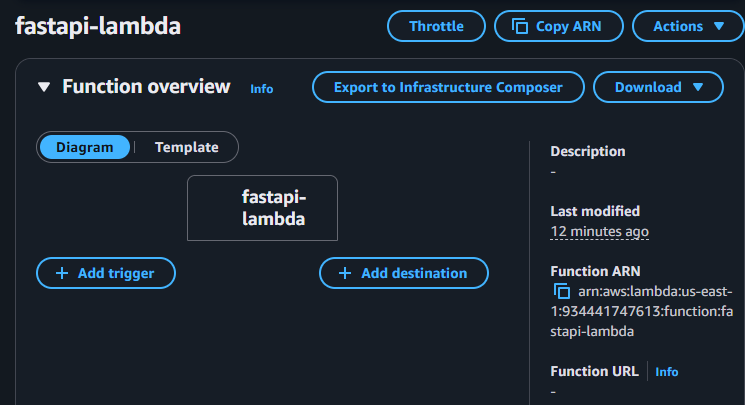 fastapi-lambda
Throttle
Copy ARN
Actions
Function overview
Info
Export to Infrastructure Composer
Download
Diagram
Template
fastapi-
lambda
Add trigger
Add destination
Description
-
Last modified
12 minutes ago
Function ARN
arn:aws:lambda:us-east-
1:934441747613:function:fa
stapi-lambda
Function URL
Info
-